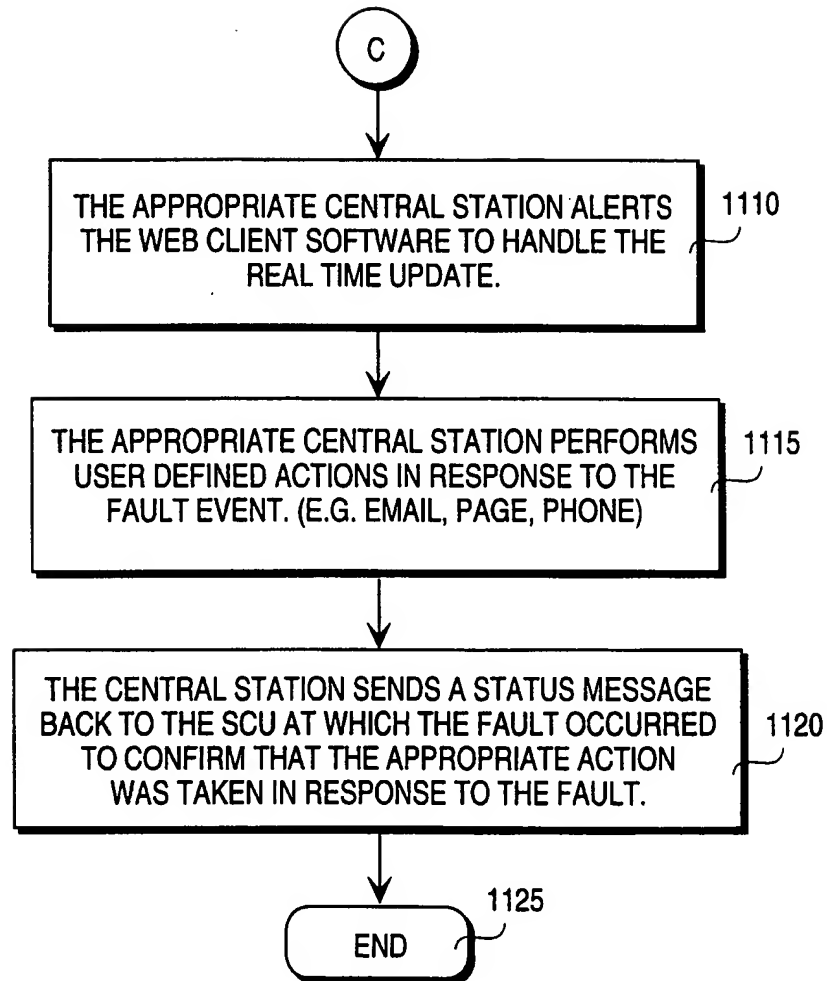 C
THE APPROPRIATE CENTRAL STATION ALERTS
THE WEB CLIENT SOFTWARE TO HANDLE THE
REAL TIME UPDATE.
1110
THE APPROPRIATE CENTRAL STATION PERFORMS
USER DEFINED ACTIONS IN RESPONSE TO THE
FAULT EVENT. (E.G. EMAIL, PAGE, PHONE)
1115
THE CENTRAL STATION SENDS A STATUS MESSAGE
BACK TO THE SCU AT WHICH THE FAULT OCCURRED
TO CONFIRM THAT THE APPROPRIATE ACTION
WAS TAKEN IN RESPONSE TO THE FAULT.
1120
END
1125